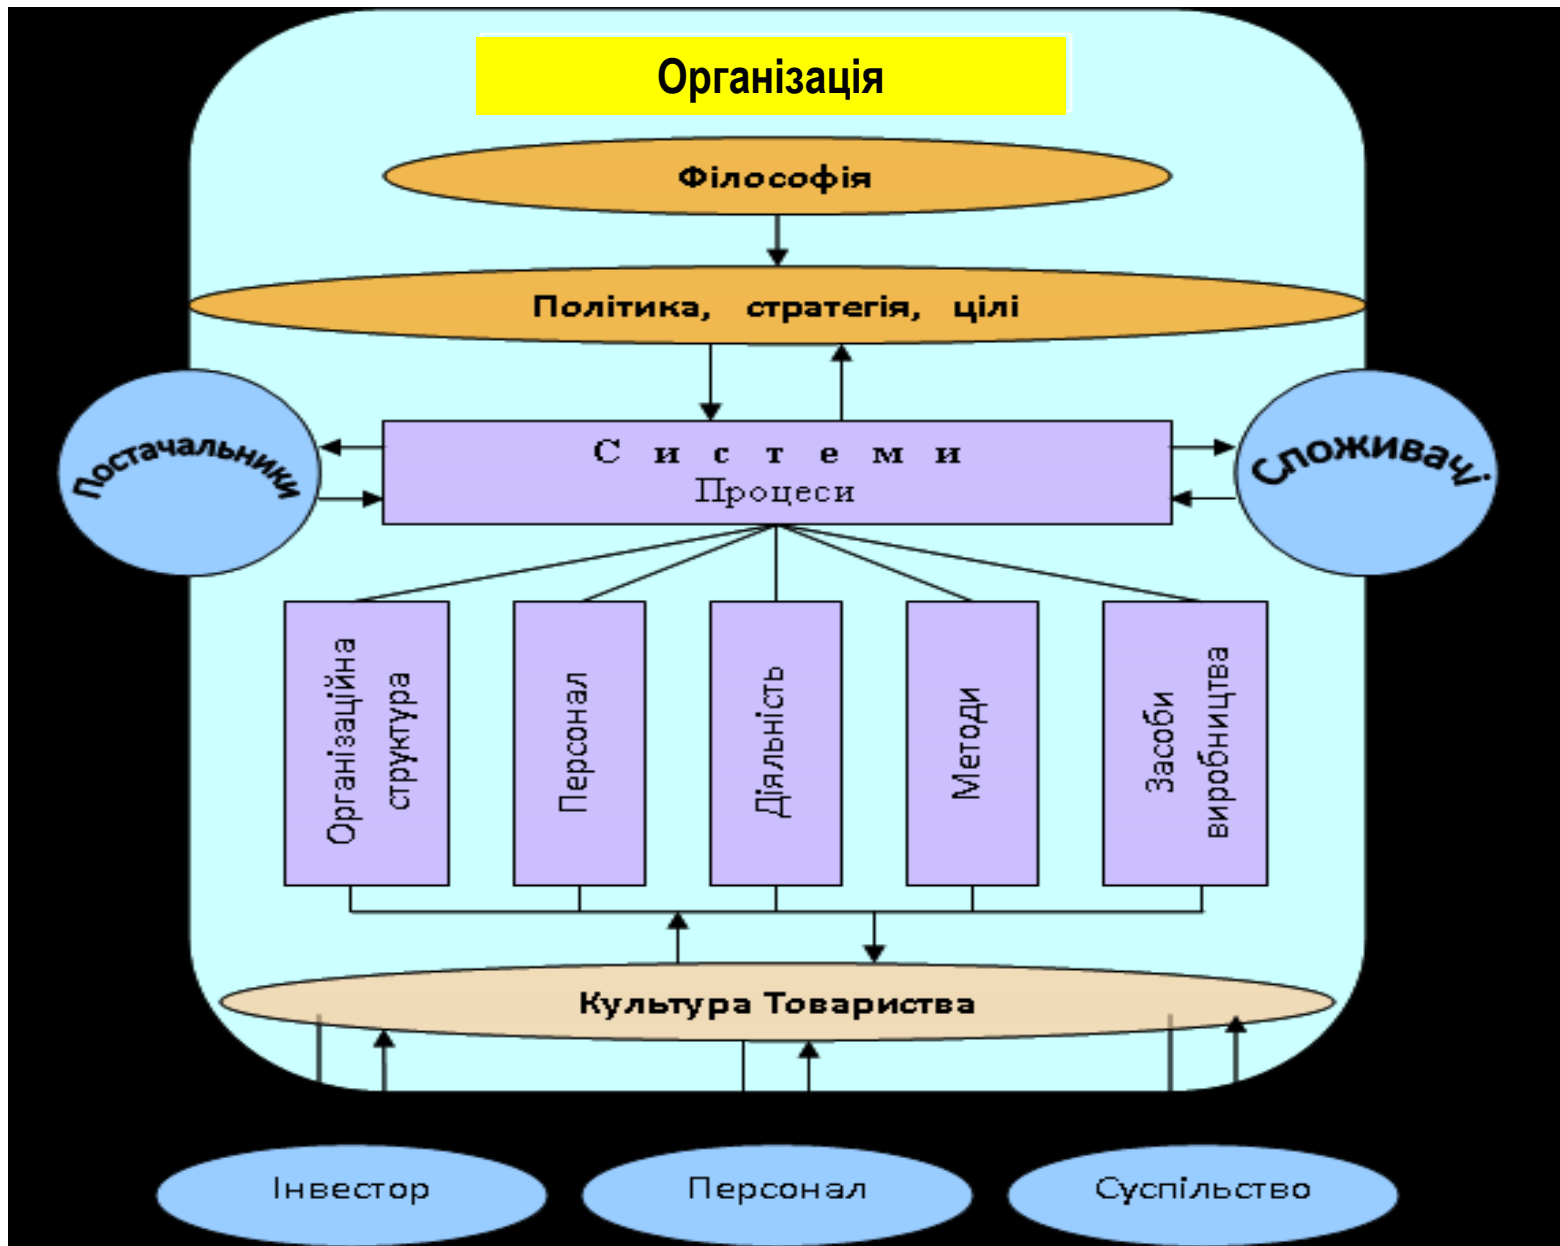 Організація
Філософія
Політика, стратегія, цілі
Постачальники
С и с т е м и
Процеси
Споживачі
Організаційна
структура
Персонал
Діяльність
Методи
Засоби
виробництва
Культура Товариства
Інвестор
Персонал
Суспільство